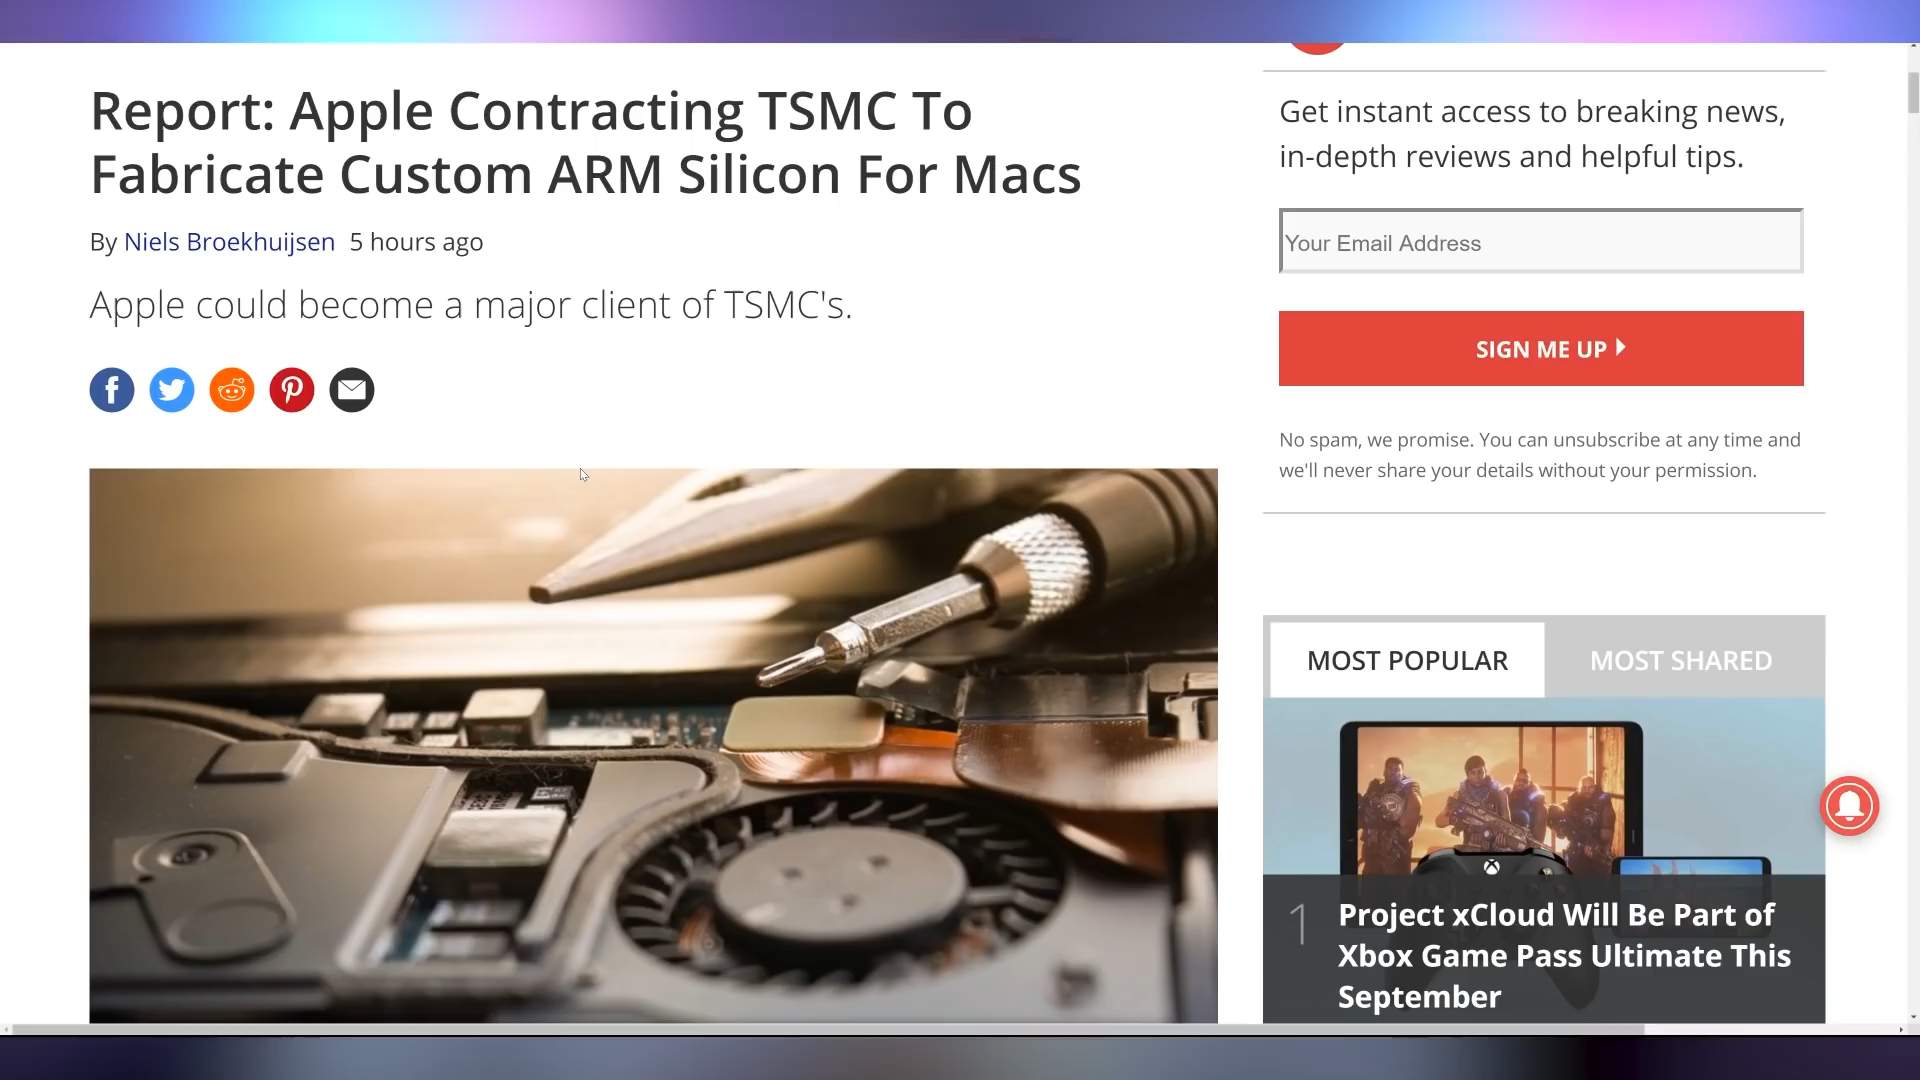 Report: Apple Contracting TSMC To
Fabricate Custom ARM Silicon For Macs
By Niels Broekhuijsen 5 hours ago
Apple could become a major client of TSMC's.
Get instant access to breaking news,
in-depth reviews and helpful tips.
Your Email Address
SIGN ME UP
No spam, we promise. You can unsubscribe at any time and
we'll never share your details without your permission.
MOST POPULAR
MOST SHARED
1
Project xCloud Will Be Part of
Xbox Game Pass Ultimate This
September